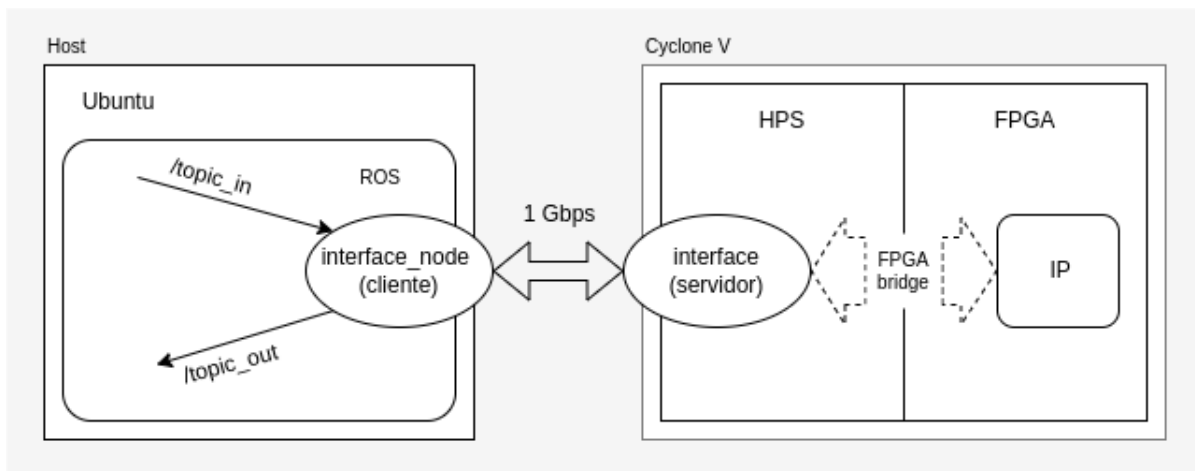 Host
Cyclone V
Ubuntu
HPS
FPGA
/topic_in
ROS
1 Gbps
interface_node
(cliente)
interface
(servidor)
FPGA
bridge
IP
/topic_out